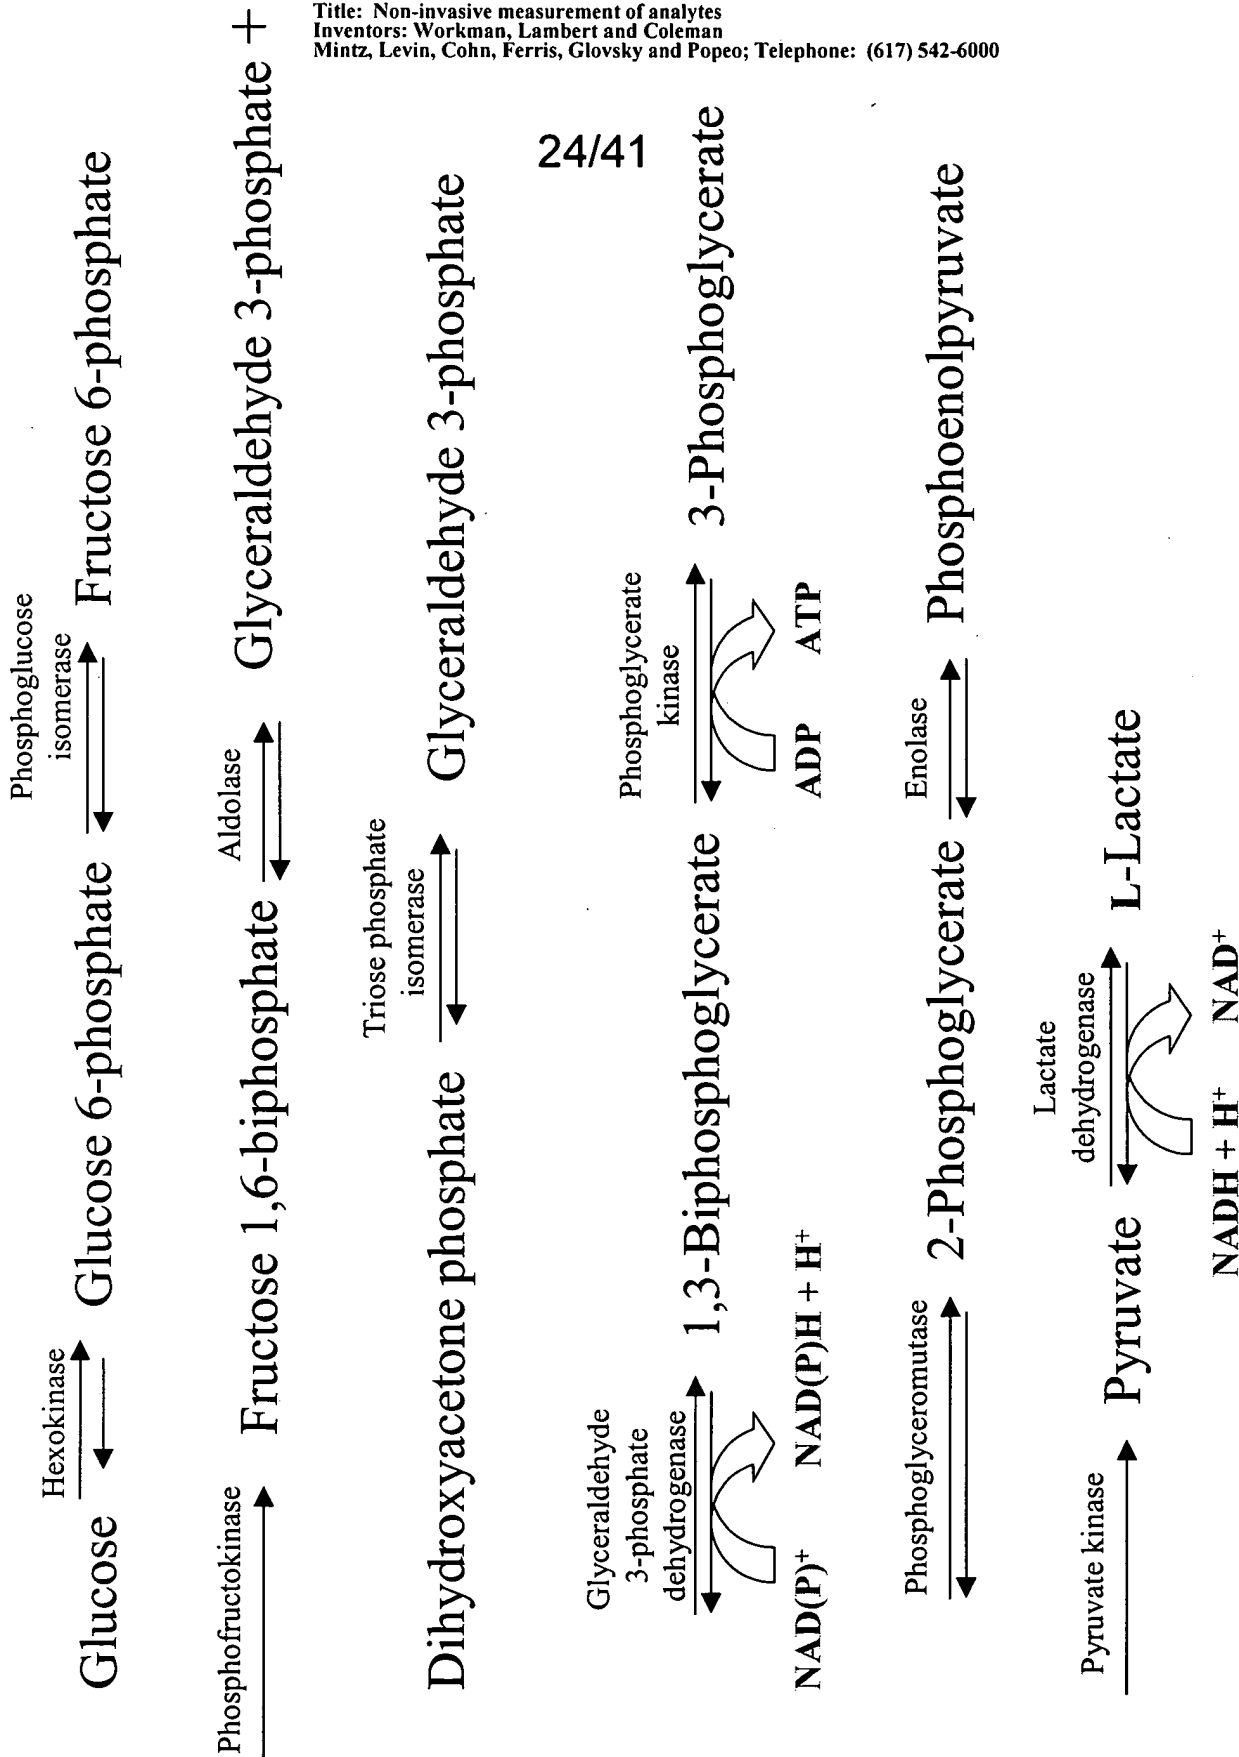 Title: Non-invasive measurement of analytes
Inventors: Workman, Lambert and Coleman
Mintz, Levin, Cohn, Ferris, Glovsky and Popeo; Telephone: (617) 542-6000
24/41
Hexokinase
Phosphoglucose
isomerase
Glucose
Glucose 6-phosphate
Fructose 6-phosphate
Phosphofructokinase
Aldolase
Fructose 1,6-biphosphate
Glyceraldehyde 3-phosphate +
Triose phosphate
isomerase
Dihydroxyacetone phosphate
Glyceraldehyde 3-phosphate
Glyceraldehyde
3-phosphate
dehydrogenase
Phosphoglycerate
kinase
1,3-Biphosphoglycerate
3-Phosphoglycerate
NAD(P)+
NAD(P)H + H+
ADP
ATP
Phosphoglyceromutase
Enolase
2-Phosphoglycerate
Phosphoenolpyruvate
Pyruvate kinase
Lactate
dehydrogenase
Pyruvate
L-Lactate
NADH + H+
NAD+